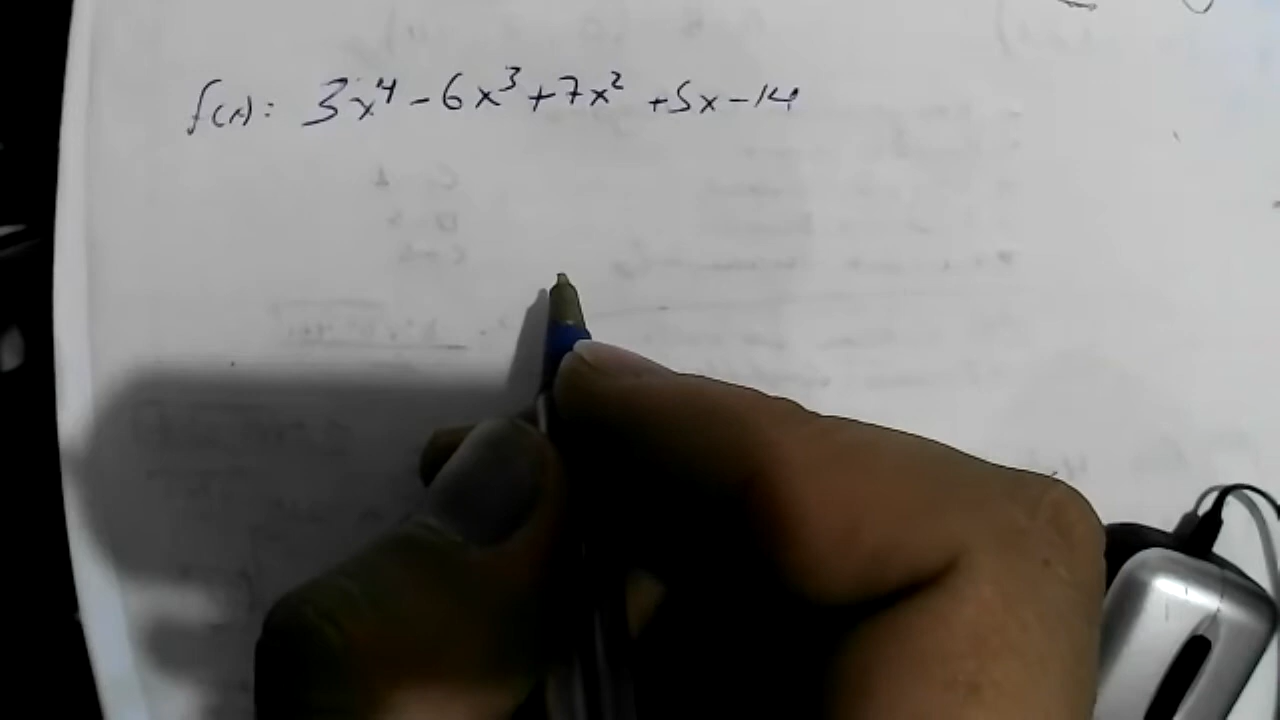 f(x): 3x⁴ - 6x³ + 7x² + 5x - 14